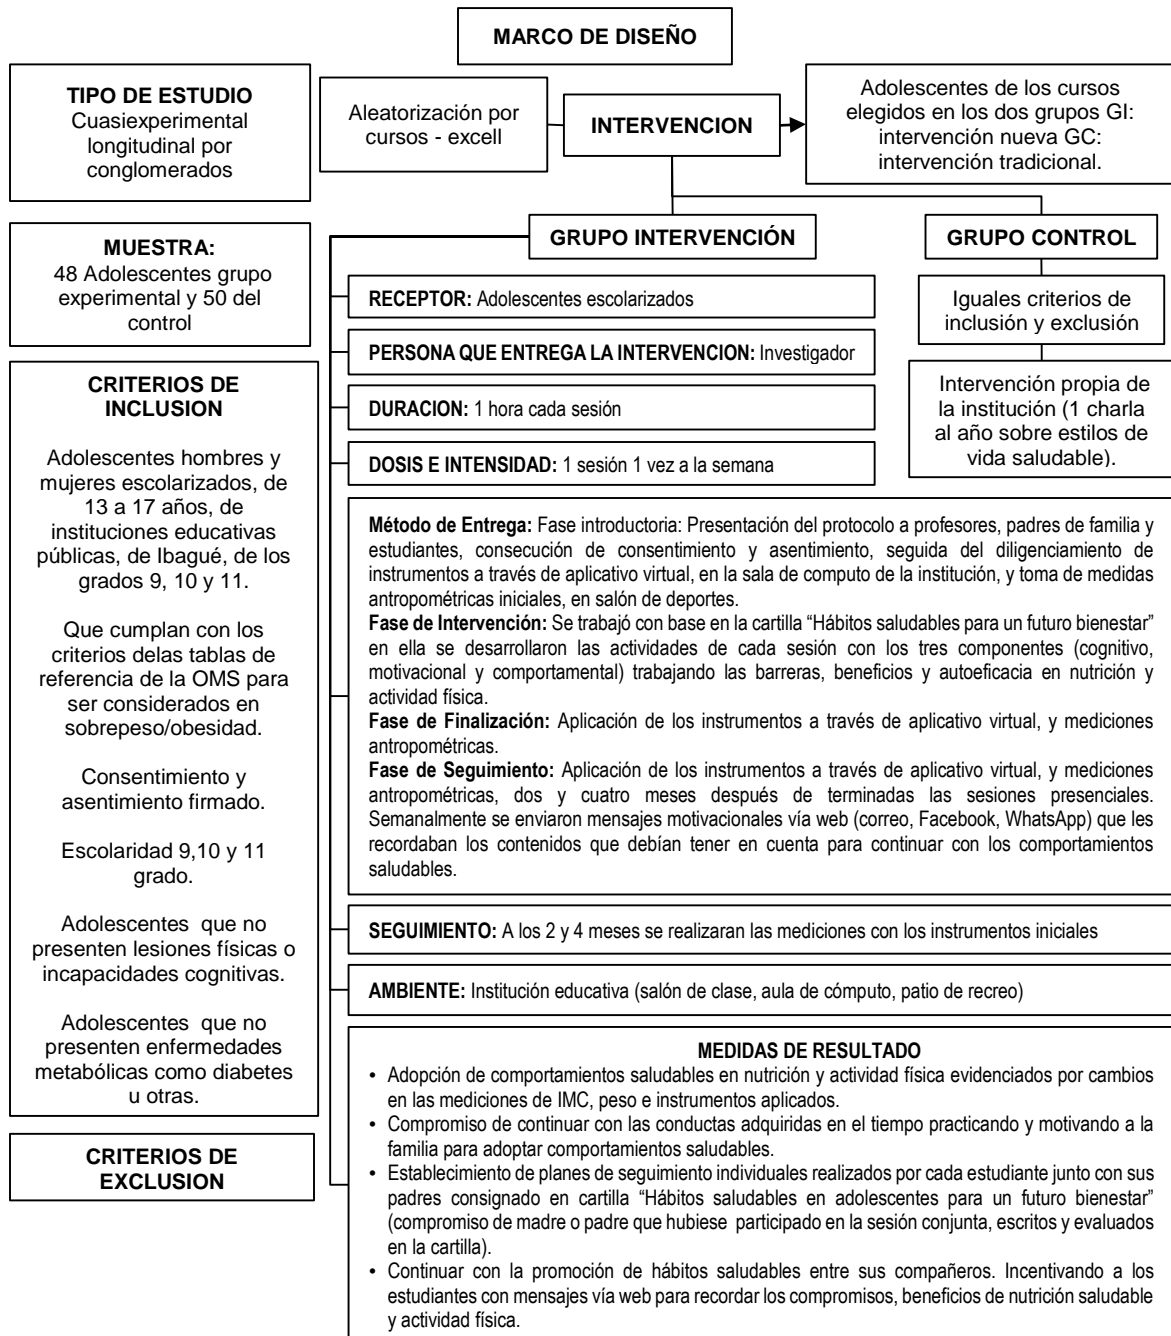 MARCO DE DISEÑO
TIPO DE ESTUDIO
Cuasiexperimental
longitudinal por
conglomerados
Aleatorización por
cursos - excell
INTERVENCION
Adolescentes de los cursos
elegidos en los dos grupos GI:
intervención nueva GC:
intervención tradicional.
MUESTRA:
48 Adolescentes grupo
experimental y 50 del
control
GRUPO INTERVENCIÓN
GRUPO CONTROL
RECEPTOR: Adolescentes escolarizados
PERSONA QUE ENTREGA LA INTERVENCION: Investigador
DURACION: 1 hora cada sesión
DOSIS E INTENSIDAD: 1 sesión 1 vez a la semana
Iguales criterios de
inclusión y exclusión
Intervención propia de
la institución (1 charla
al año sobre estilos de
vida saludable).
CRITERIOS DE
INCLUSION
Adolescentes hombres y
mujeres escolarizados, de
13 a 17 años, de
instituciones educativas
públicas, de Ibagué, de los
grados 9, 10 y 11.
Que cumplan con los
criterios delas tablas de
referencia de la OMS para
ser considerados en
sobrepeso/obesidad.
Consentimiento y
asentimiento firmado.
Escolaridad 9,10 y 11
grado.
Adolescentes que no
presenten lesiones físicas o
incapacidades cognitivas.
Adolescentes que no
presenten enfermedades
metabólicas como diabetes
u otras.
CRITERIOS DE
EXCLUSION
Método de Entrega: Fase introductoria: Presentación del protocolo a profesores, padres de familia y
estudiantes, consecución de consentimiento y asentimiento, seguida del diligenciamiento de
instrumentos a través de aplicativo virtual, en la sala de computo de la institución, y toma de medidas
antropométricas iniciales, en salón de deportes.
Fase de Intervención: Se trabajó con base en la cartilla “Hábitos saludables para un futuro bienestar”
en ella se desarrollaron las actividades de cada sesión con los tres componentes (cognitivo,
motivacional y comportamental) trabajando las barreras, beneficios y autoeficacia en nutrición y
actividad física.
Fase de Finalización: Aplicación de los instrumentos a través de aplicativo virtual, y mediciones
antropométricas.
Fase de Seguimiento: Aplicación de los instrumentos a través de aplicativo virtual, y mediciones
antropométricas, dos y cuatro meses después de terminadas las sesiones presenciales.
Semanalmente se enviaron mensajes motivacionales vía web (correo, Facebook, WhatsApp) que les
recordaban los contenidos que debían tener en cuenta para continuar con los comportamientos
saludables.
SEGUIMIENTO: A los 2 y 4 meses se realizaran las mediciones con los instrumentos iniciales
AMBIENTE: Institución educativa (salón de clase, aula de cómputo, patio de recreo)
MEDIDAS DE RESULTADO
• Adopción de comportamientos saludables en nutrición y actividad física evidenciados por cambios
en las mediciones de IMC, peso e instrumentos aplicados.
• Compromiso de continuar con las conductas adquiridas en el tiempo practicando y motivando a la
familia para adoptar comportamientos saludables.
• Establecimiento de planes de seguimiento individuales realizados por cada estudiante junto con sus
padres consignado en cartilla “Hábitos saludables en adolescentes para un futuro bienestar”
(compromiso de madre o padre que hubiese participado en la sesión conjunta, escritos y evaluados
en la cartilla).
• Continuar con la promoción de hábitos saludables entre sus compañeros. Incentivando a los
estudiantes con mensajes vía web para recordar los compromisos, beneficios de nutrición saludable
y actividad física.